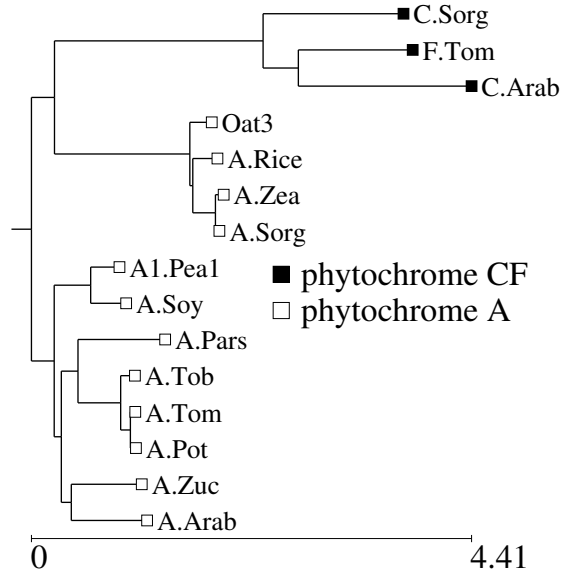 C.Sorg
F.Tom
C.Arab
Oat3
A.Rice
A.Zea
A.Sorg
A1.Pea1
A.Soy
A.Pars
A.Tob
A.Tom
A.Pot
A.Zuc
A.Arab
phytochrome CF
phytochrome A
0 4.41